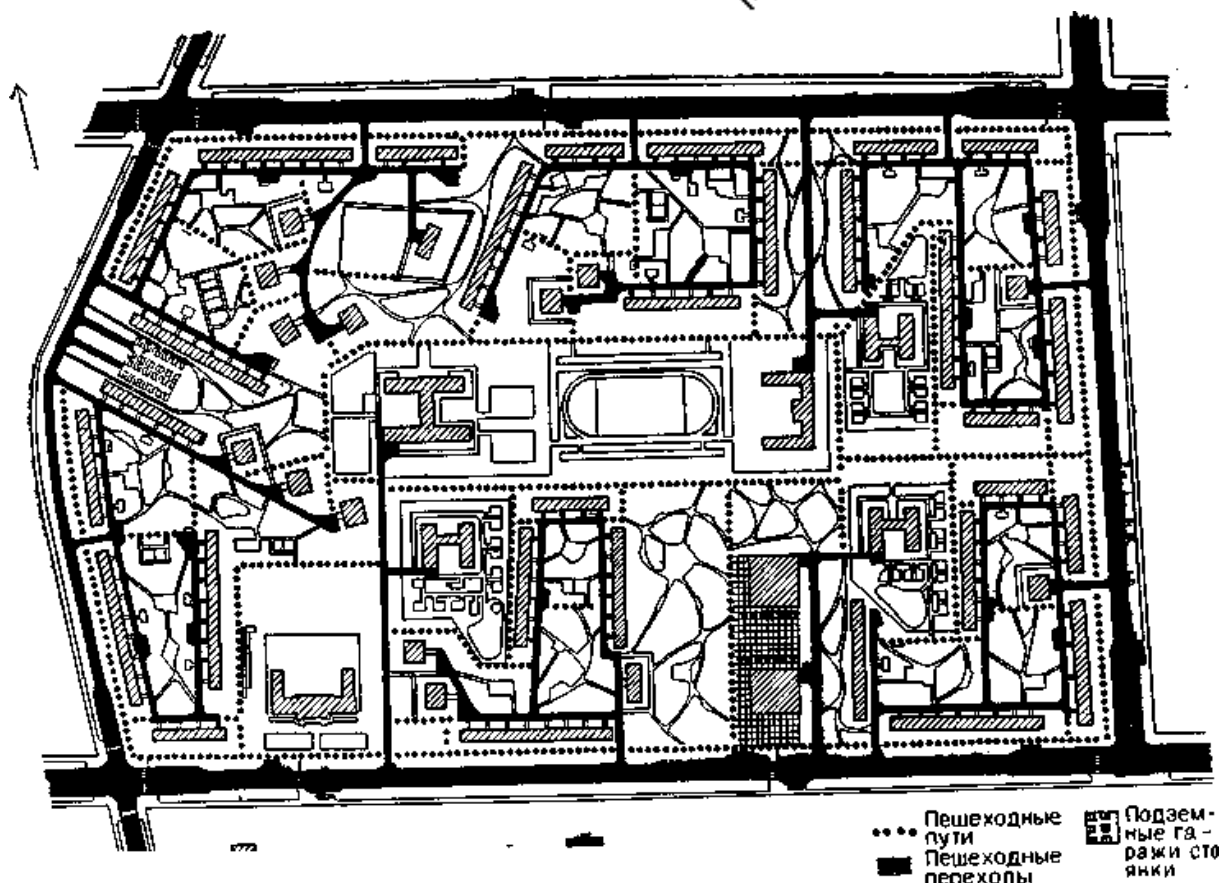 Пешеходные
пути
Пешеходные
переходы
Подзем-
ные га-
ражи сто
янки